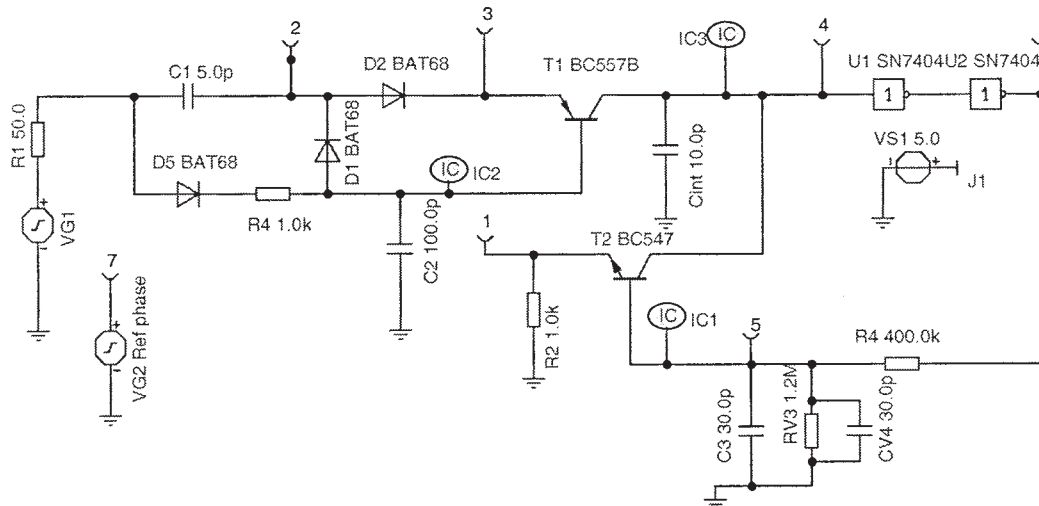 2
3
4
IC3
IC
C1 5.0p
D2 BAT68
T1 BC557B
U1 SN7404
U2 SN7404
1
1
R1 50.0
D1 BAT68
D5 BAT68
IC
IC2
Cint 10.0p
VS1 5.0
+
J1
R4 1.0k
VG1
+
-
C2 100.0p
1
T2 BC547
7
VG2 Ref phase
+
-
R2 1.0k
IC
IC1
5
R4 400.0k
C3 30.0p
RV3 1.2M
CV4 30.0p